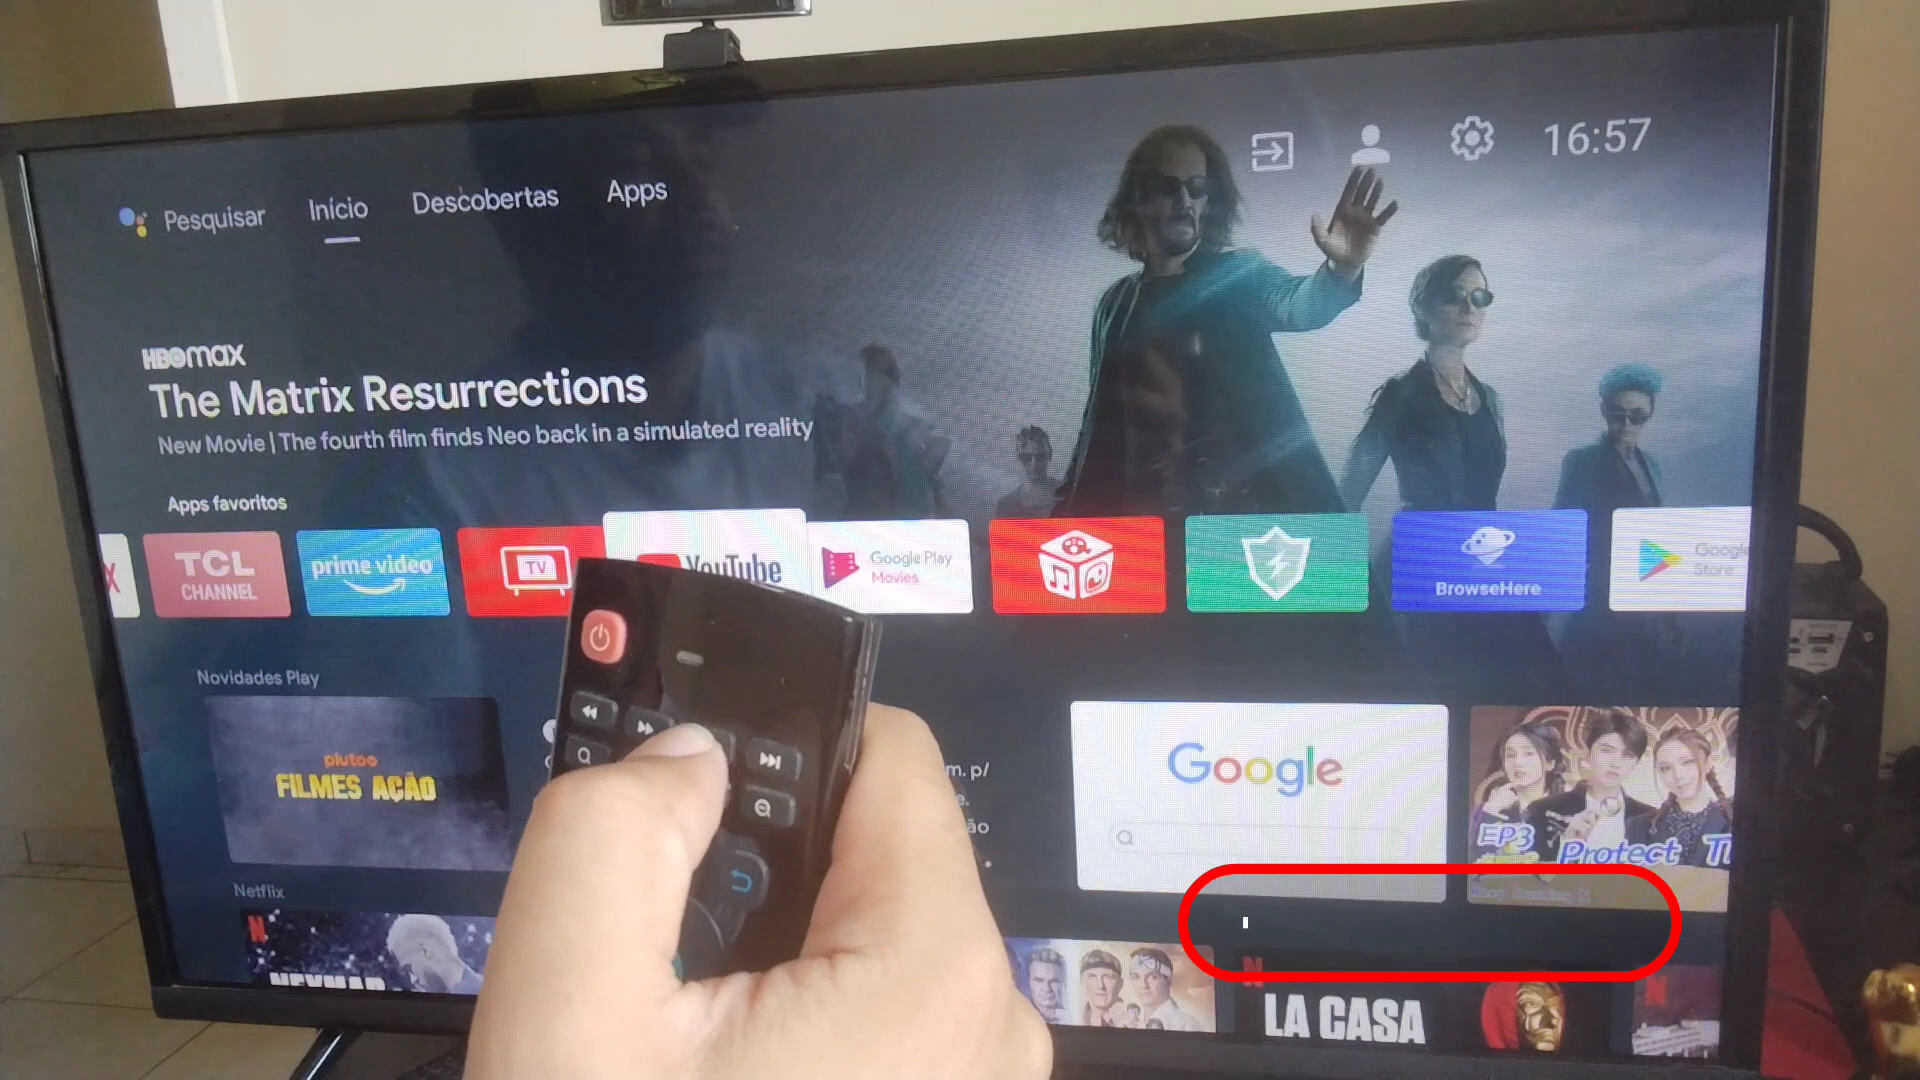 16:57
Pesquisar Início Descobertas Apps
HBOmax
The Matrix Resurrections
New Movie | The fourth film finds Neo back in a simulated reality
Apps favoritos
TCL
CHANNEL
prime video
TV
YouTube
Google Play
Movies
BrowseHere
Google
Store
Novidades Play
pluto
FILMES AÇÃO
m. p/
e.
ão
Google
EP3
Protect
Netflix
N
NEYMAR
N
LA CASA
N